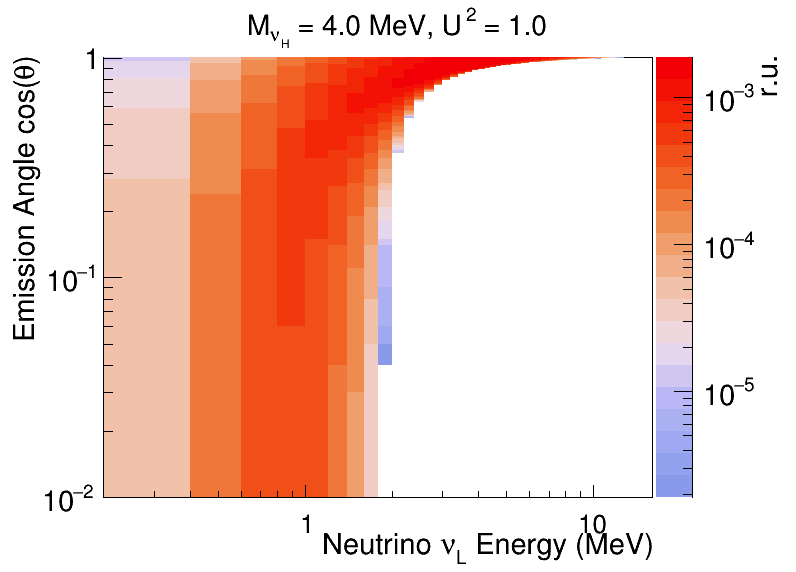 M_{ν_H} = 4.0 MeV, U^2 = 1.0
Emission Angle cos(θ)
1
10^{-1}
10^{-2}
1
10
Neutrino ν_L Energy (MeV)
r.u.
10^{-3}
10^{-4}
10^{-5}